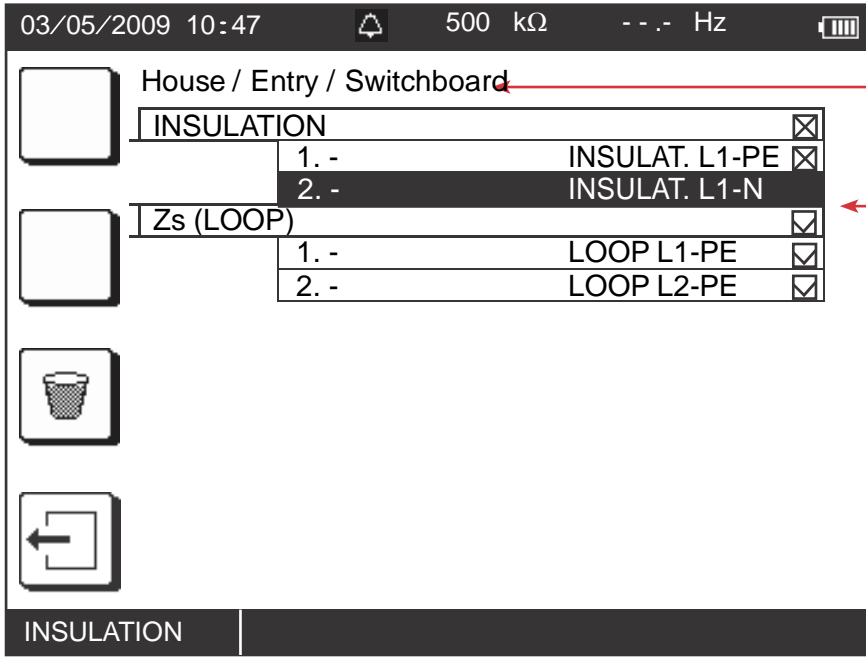 03/05/2009 10:47 500 kΩ - - .- Hz
House / Entry / Switchboard
INSULATION
1. - INSULAT. L1-PE
2. - INSULAT. L1-N
Zs (LOOP)
1. - LOOP L1-PE
2. - LOOP L2-PE
INSULATION